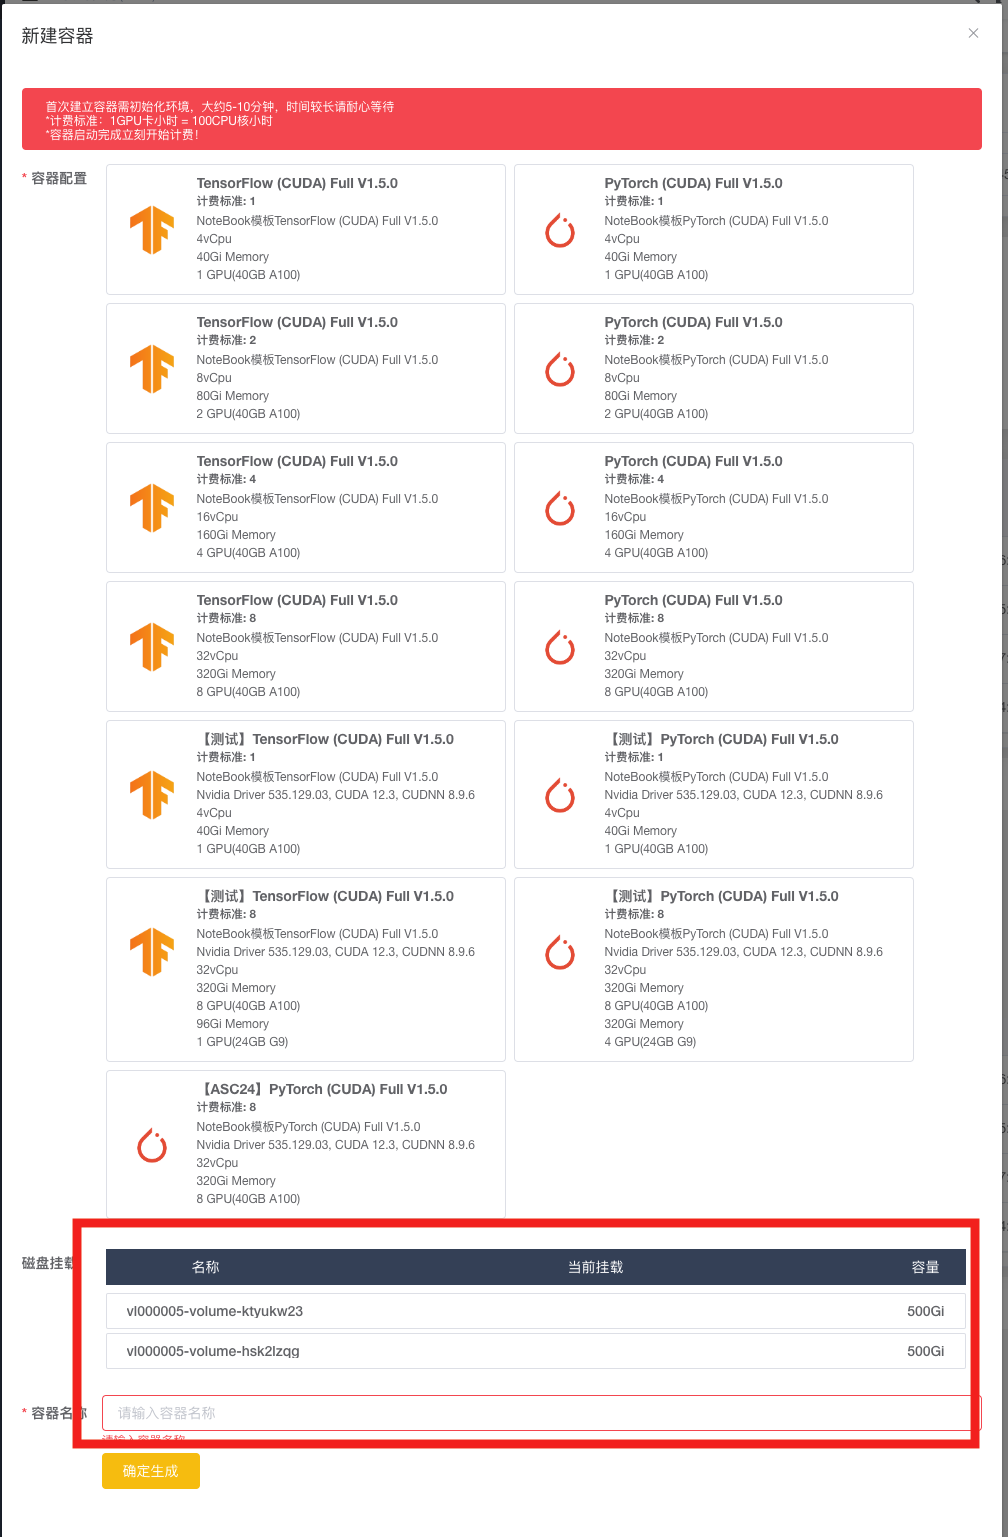 新建容器
首次建立容器需初始化环境，大约5-10分钟，时间较长请耐心等待
*计费标准：1GPU卡小时 = 100CPU核小时
*容器启动完成立刻开始计费！
* 容器配置
TensorFlow (CUDA) Full V1.5.0
计费标准: 1
NoteBook模板TensorFlow (CUDA) Full V1.5.0
4vCpu
40Gi Memory
1 GPU(40GB A100)
PyTorch (CUDA) Full V1.5.0
计费标准: 1
NoteBook模板PyTorch (CUDA) Full V1.5.0
4vCpu
40Gi Memory
1 GPU(40GB A100)
TensorFlow (CUDA) Full V1.5.0
计费标准: 2
NoteBook模板TensorFlow (CUDA) Full V1.5.0
8vCpu
80Gi Memory
2 GPU(40GB A100)
PyTorch (CUDA) Full V1.5.0
计费标准: 2
NoteBook模板PyTorch (CUDA) Full V1.5.0
8vCpu
80Gi Memory
2 GPU(40GB A100)
TensorFlow (CUDA) Full V1.5.0
计费标准: 4
NoteBook模板TensorFlow (CUDA) Full V1.5.0
16vCpu
160Gi Memory
4 GPU(40GB A100)
PyTorch (CUDA) Full V1.5.0
计费标准: 4
NoteBook模板PyTorch (CUDA) Full V1.5.0
16vCpu
160Gi Memory
4 GPU(40GB A100)
TensorFlow (CUDA) Full V1.5.0
计费标准: 8
NoteBook模板TensorFlow (CUDA) Full V1.5.0
32vCpu
320Gi Memory
8 GPU(40GB A100)
PyTorch (CUDA) Full V1.5.0
计费标准: 8
NoteBook模板PyTorch (CUDA) Full V1.5.0
32vCpu
320Gi Memory
8 GPU(40GB A100)
【测试】TensorFlow (CUDA) Full V1.5.0
计费标准: 1
NoteBook模板TensorFlow (CUDA) Full V1.5.0
Nvidia Driver 535.129.03, CUDA 12.3, CUDNN 8.9.6
4vCpu
40Gi Memory
1 GPU(40GB A100)
【测试】PyTorch (CUDA) Full V1.5.0
计费标准: 1
NoteBook模板PyTorch (CUDA) Full V1.5.0
Nvidia Driver 535.129.03, CUDA 12.3, CUDNN 8.9.6
4vCpu
40Gi Memory
1 GPU(40GB A100)
【测试】TensorFlow (CUDA) Full V1.5.0
计费标准: 8
NoteBook模板TensorFlow (CUDA) Full V1.5.0
Nvidia Driver 535.129.03, CUDA 12.3, CUDNN 8.9.6
32vCpu
320Gi Memory
8 GPU(40GB A100)
96Gi Memory
1 GPU(24GB G9)
【测试】PyTorch (CUDA) Full V1.5.0
计费标准: 8
NoteBook模板PyTorch (CUDA) Full V1.5.0
Nvidia Driver 535.129.03, CUDA 12.3, CUDNN 8.9.6
32vCpu
320Gi Memory
8 GPU(40GB A100)
320Gi Memory
4 GPU(24GB G9)
【ASC24】PyTorch (CUDA) Full V1.5.0
计费标准: 8
NoteBook模板PyTorch (CUDA) Full V1.5.0
Nvidia Driver 535.129.03, CUDA 12.3, CUDNN 8.9.6
32vCpu
320Gi Memory
8 GPU(40GB A100)
磁盘挂载
名称 当前挂载 容量
vl000005-volume-ktyukw23 500Gi
vl000005-volume-hsk2lzqg 500Gi
* 容器名称
请输入容器名称
请输入容器名称
确定生成